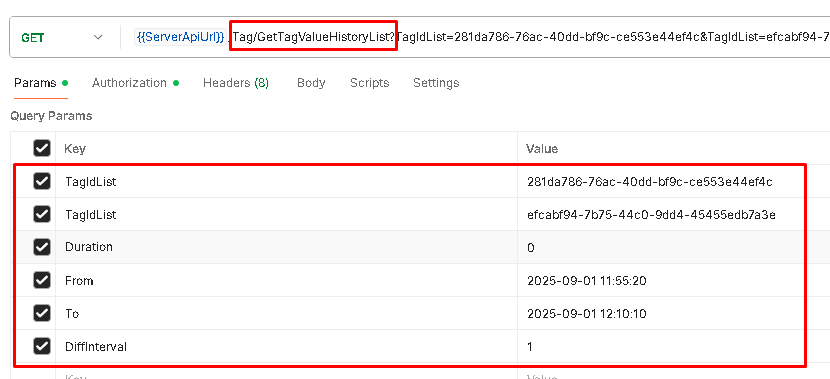 GET {{ServerApiUrl}} Tag/GetTagValueHistoryList?TagIdList=281da786-76ac-40dd-bf9c-ce553e44ef4c&TagIdList=efcabf94-7
Params Authorization Headers (8) Body Scripts Settings
Query Params
Key Value
TagIdList 281da786-76ac-40dd-bf9c-ce553e44ef4c
TagIdList efcabf94-7b75-44c0-9dd4-45455edb7a3e
Duration 0
From 2025-09-01 11:55:20
To 2025-09-01 12:10:10
DiffInterval 1
Key Value